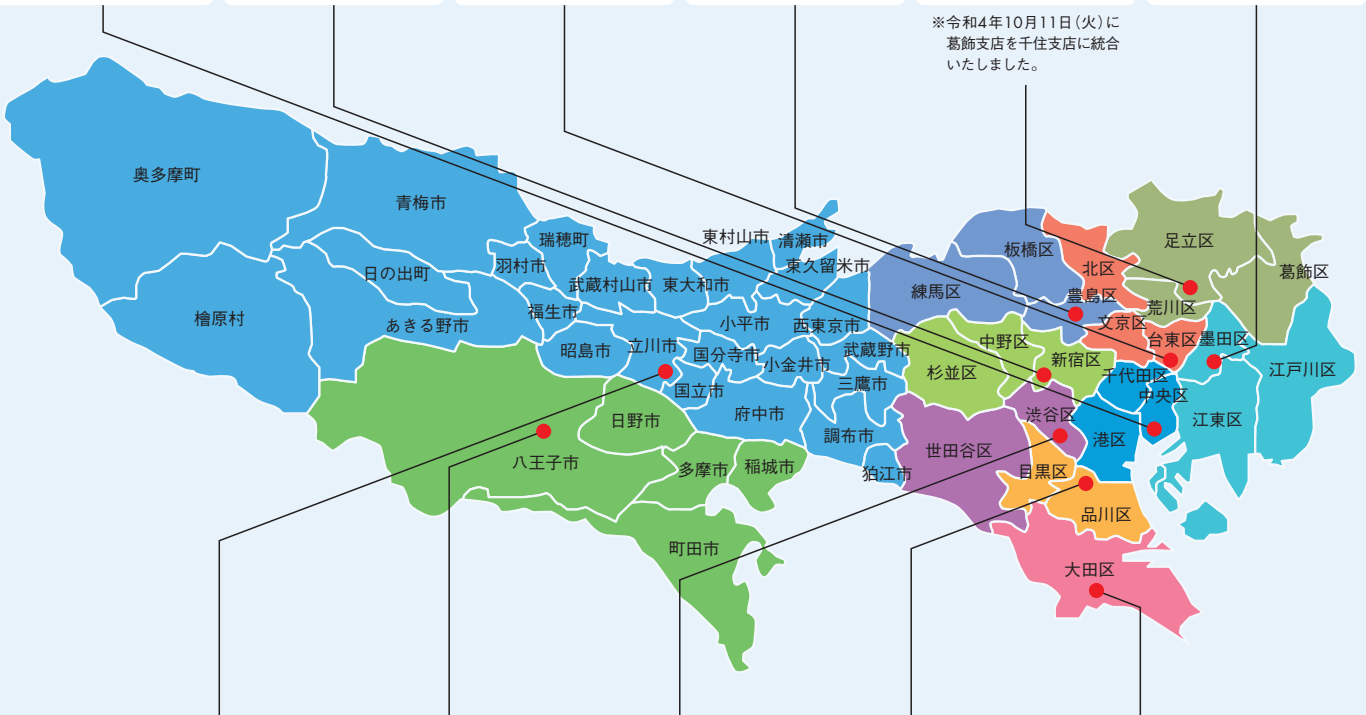 ※令和4年10月11日(火)に
葛飾支店を千住支店に統合
いたしました。
奥多摩町
青梅市
檜原村
日の出町
あきる野市
瑞穂町
羽村市
福生市
武蔵村山市
東大和市
東村山市
清瀬市
東久留米市
昭島市
立川市
小平市
西東京市
国分寺市
小金井市
武蔵野市
三鷹市
国立市
府中市
調布市
狛江市
八王子市
日野市
多摩市
稲城市
町田市
練馬区
板橋区
豊島区
北区
文京区
台東区
足立区
荒川区
葛飾区
墨田区
江戸川区
江東区
中野区
杉並区
新宿区
千代田区
中央区
港区
渋谷区
世田谷区
目黒区
品川区
大田区